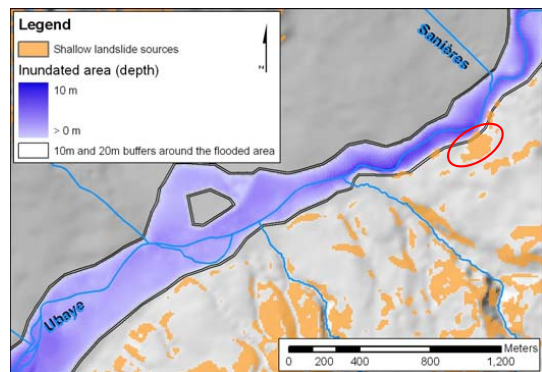 Legend
Shallow landslide sources
Inundated area (depth)
10 m
> 0 m
10m and 20m buffers around the flooded area
z
Sanières
Ubaye
Meters
0 200 400 800 1,200